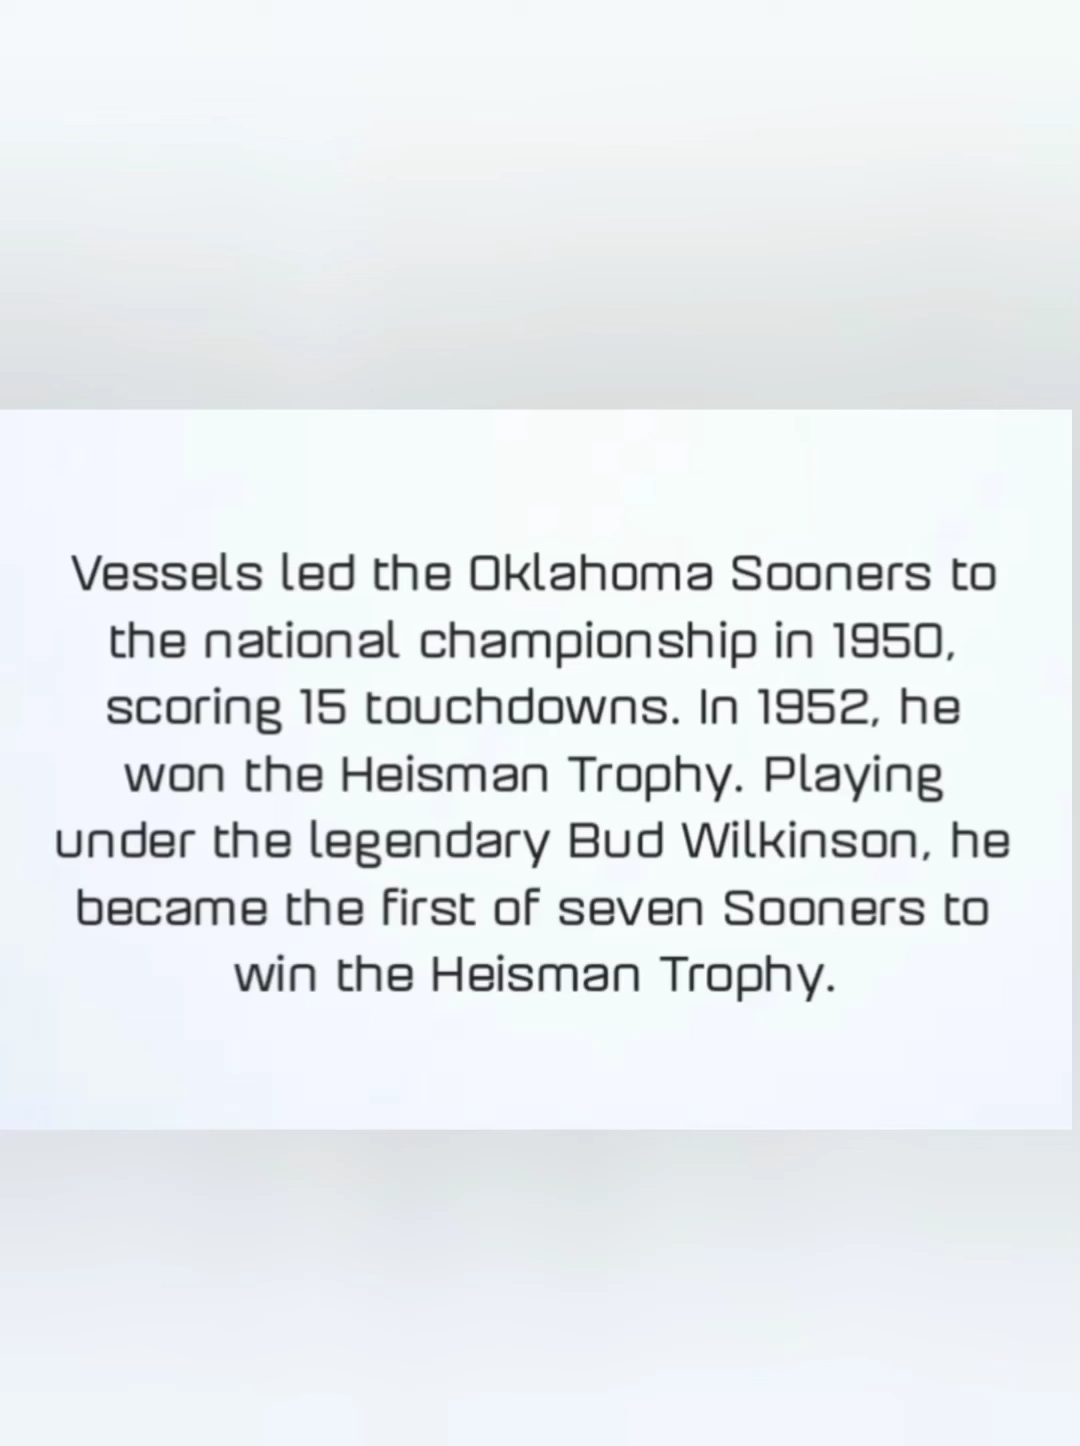 Vessels led the Oklahoma Sooners to
the national championship in 1950,
scoring 15 touchdowns. In 1952, he
won the Heisman Trophy. Playing
under the legendary Bud Wilkinson, he
became the first of seven Sooners to
win the Heisman Trophy.